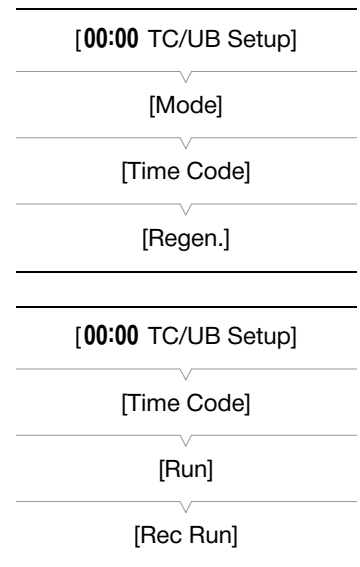 [00:00 TC/UB Setup]
[Mode]
[Time Code]
[Regen.]
[00:00 TC/UB Setup]
[Time Code]
[Run]
[Rec Run]